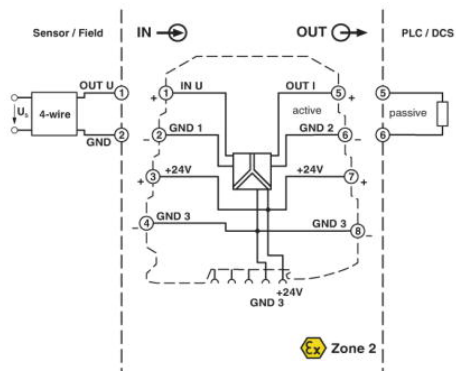 Sensor / Field IN OUT PLC / DCS
OUT U 1 1 IN U OUT I 5 5
+ + 
Us 4-wire active passive
GND 2 2 GND 1 GND 2 6 6
− −
3 +24V +24V 7
+ +
4 GND 3 GND 3 8
− −
+24V
GND 3
Ex Zone 2